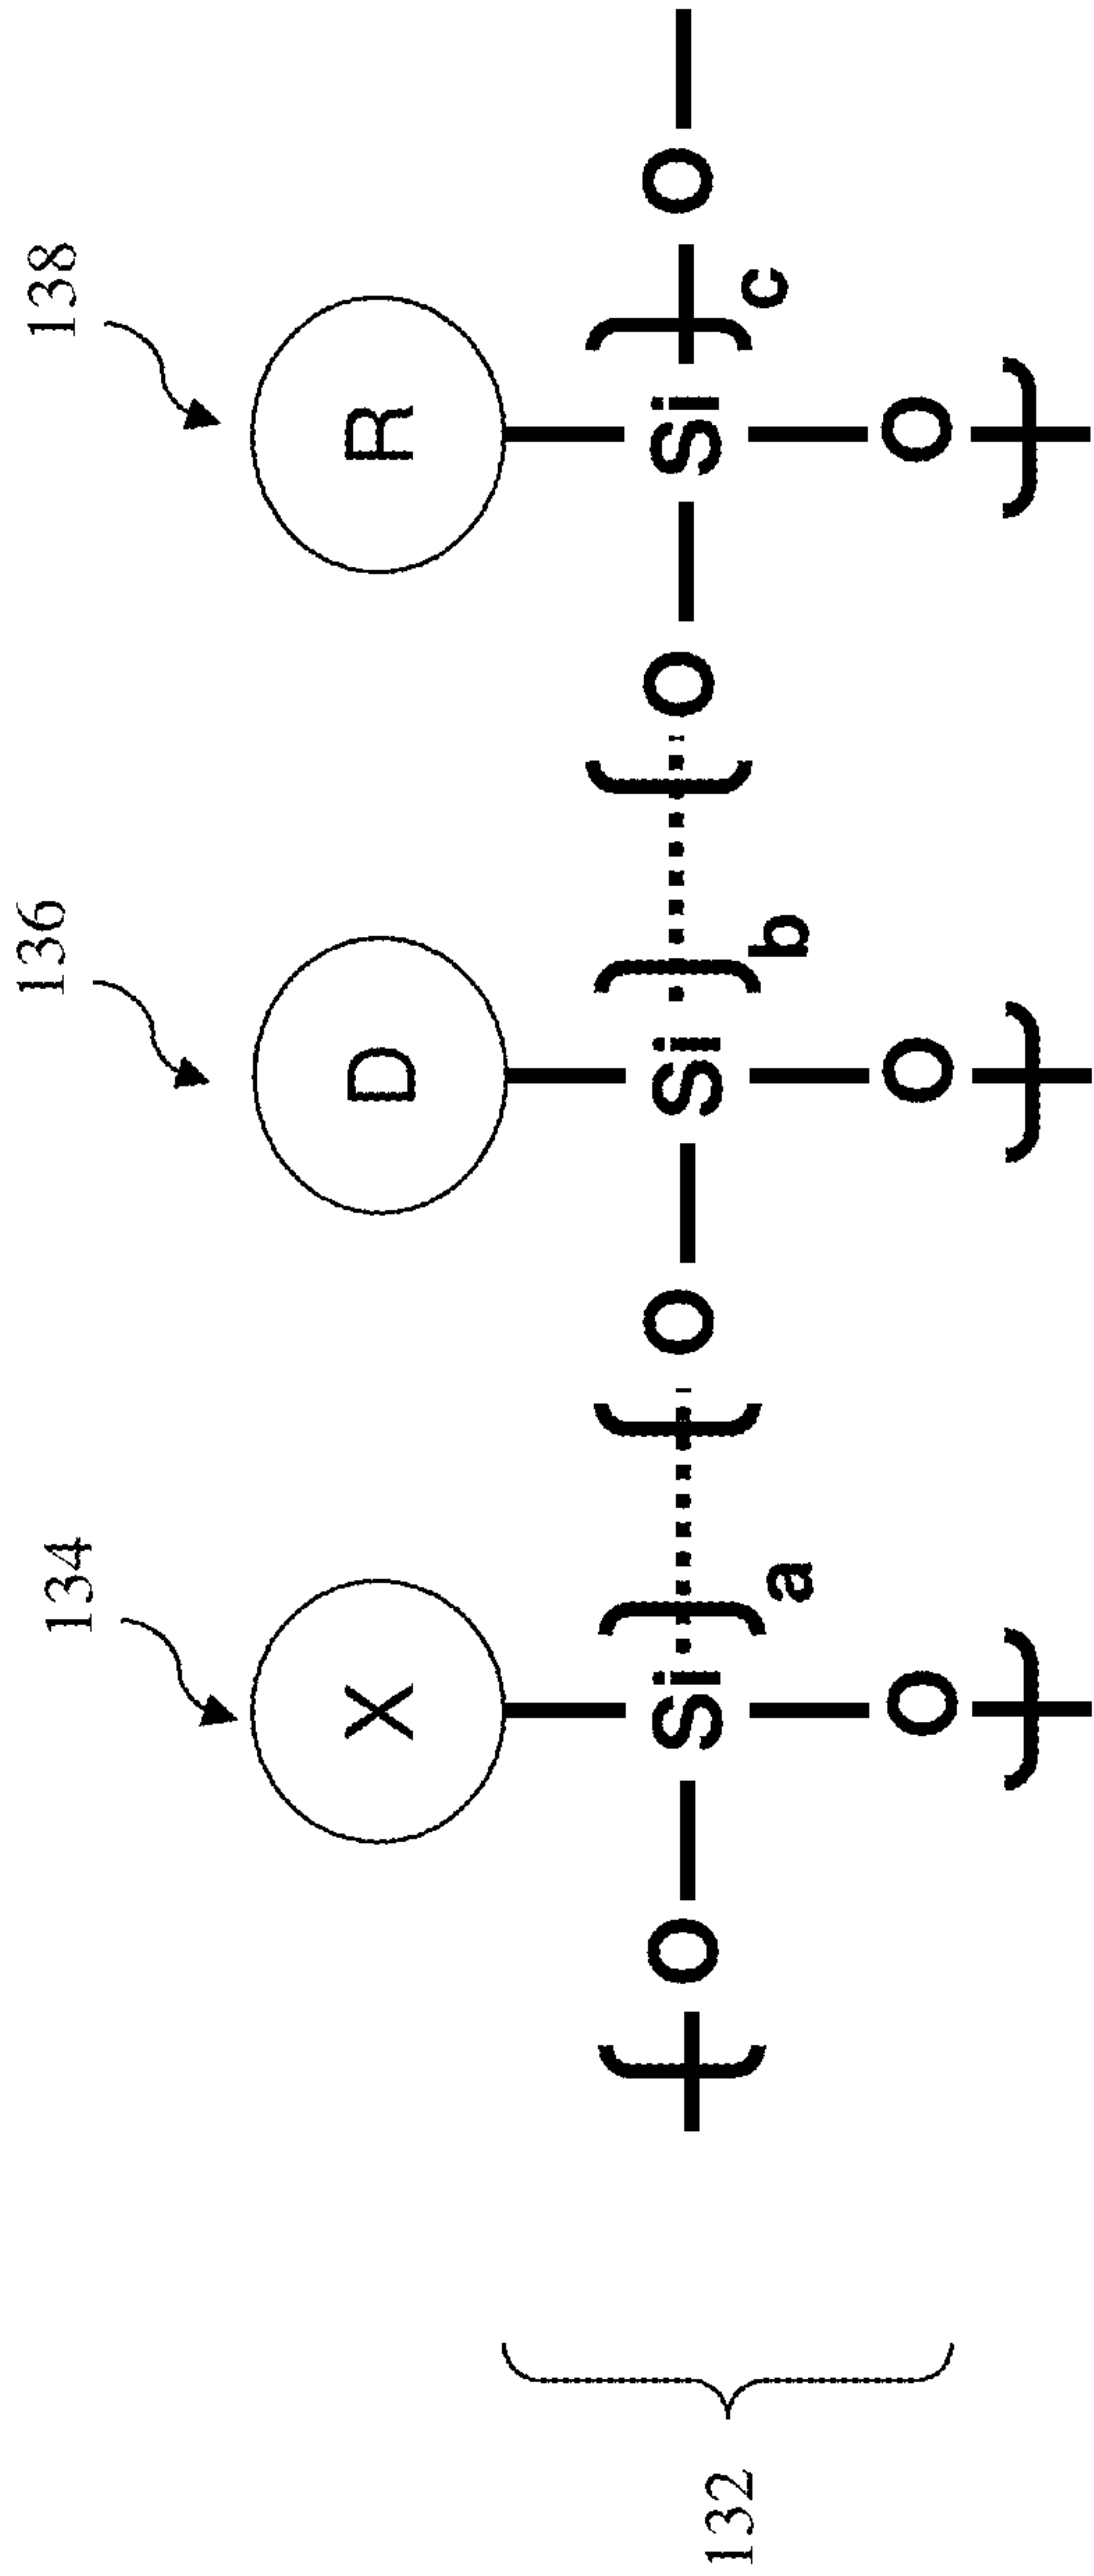 134 136 138
X D R
O Si a O Si b O Si c O
O O O
132